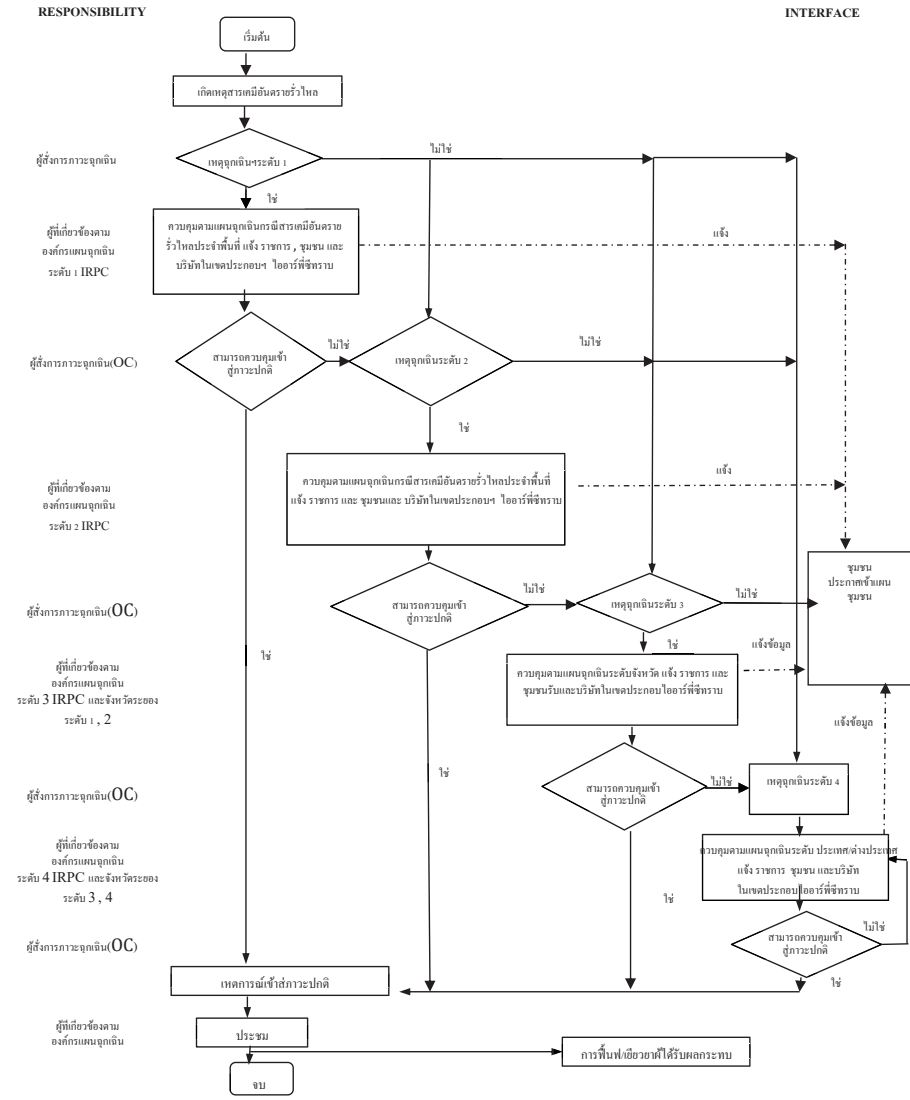 RESPONSIBILITY
INTERFACE
เริ่มต้น
เกิดเหตุสารเคมีอันตรายรั่วไหล
ผู้สั่งการภาวะฉุกเฉิน
เหตุฉุกเฉินฯระดับ 1
ไม่ใช่
ใช่
ผู้ที่เกี่ยวข้องตาม
องค์กรแผนฉุกเฉิน
ระดับ 1 IRPC
ควบคุมตามแผนฉุกเฉินกรณีสารเคมีอันตราย
รั่วไหลประจำพื้นที่ แจ้ง ราชการ , ชุมชน และ
บริษัทในเขตประกอบฯ ไออาร์พีซีทราบ
แจ้ง
ผู้สั่งการภาวะฉุกเฉิน(OC)
สามารถควบคุมเข้า
สู่ภาวะปกติ
ไม่ใช่
เหตุฉุกเฉินระดับ 2
ไม่ใช่
ใช่
ผู้ที่เกี่ยวข้องตาม
องค์กรแผนฉุกเฉิน
ระดับ 2 IRPC
ควบคุมตามแผนฉุกเฉินกรณีสารเคมีอันตรายรั่วไหลประจำพื้นที่
แจ้ง ราชการ และ ชุมชนและ บริษัทในเขตประกอบฯ ไออาร์พีซีทราบ
แจ้ง
ชุมชน
ประกาศเข้าแผน
ชุมชน
ผู้สั่งการภาวะฉุกเฉิน(OC)
สามารถควบคุมเข้า
สู่ภาวะปกติ
ไม่ใช่
เหตุฉุกเฉินระดับ 3
ไม่ใช่
ใช่
ใช่
แจ้งข้อมูล
ผู้ที่เกี่ยวข้องตาม
องค์กรแผนฉุกเฉิน
ระดับ 3 IRPC และจังหวัดระยอง
ระดับ 1 , 2
ควบคุมตามแผนฉุกเฉินระดับจังหวัด แจ้ง ราชการ และ
ชุมชนรับและบริษัทในเขตประกอบไออาร์พีซีทราบ
แจ้งข้อมูล
ใช่
ผู้สั่งการภาวะฉุกเฉิน(OC)
สามารถควบคุมเข้า
สู่ภาวะปกติ
ไม่ใช่
เหตุฉุกเฉินระดับ 4
ผู้ที่เกี่ยวข้องตาม
องค์กรแผนฉุกเฉิน
ระดับ 4 IRPC และจังหวัดระยอง
ระดับ 3 , 4
ควบคุมตามแผนฉุกเฉินระดับ ประเทศ/ต่างประเทศ
แจ้ง ราชการ ชุมชน และบริษัท
ในเขตประกอบไออาร์พีซีทราบ
ใช่
ไม่ใช่
ผู้สั่งการภาวะฉุกเฉิน(OC)
สามารถควบคุมเข้า
สู่ภาวะปกติ
ใช่
เหตุการณ์เข้าสู่ภาวะปกติ
ผู้ที่เกี่ยวข้องตาม
องค์กรแผนฉุกเฉิน
ประชุม
การฟื้นฟู/เยียวยาผู้ได้รับผลกระทบ
จบ